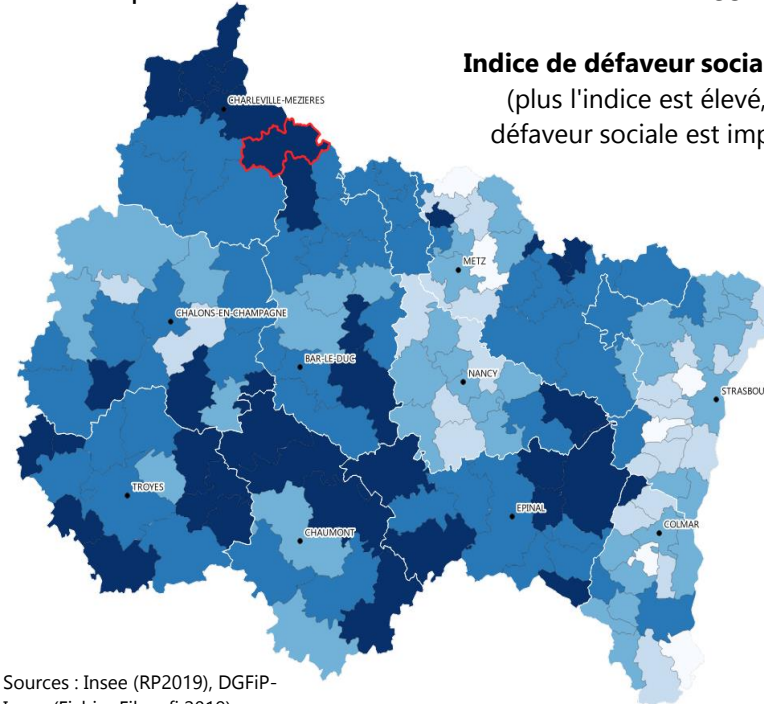 Indice de défaveur socia
(plus l'indice est élevé,
défaveur sociale est imp
CHARLEVILLE-MEZIERES
METZ
CHALONS-EN-CHAMPAGNE
BAR-LE-DUC
NANCY
STRASBOU
TROYES
EPINAL
CHAUMONT
COLMAR
Sources : Insee (RP2019), DGFiP-